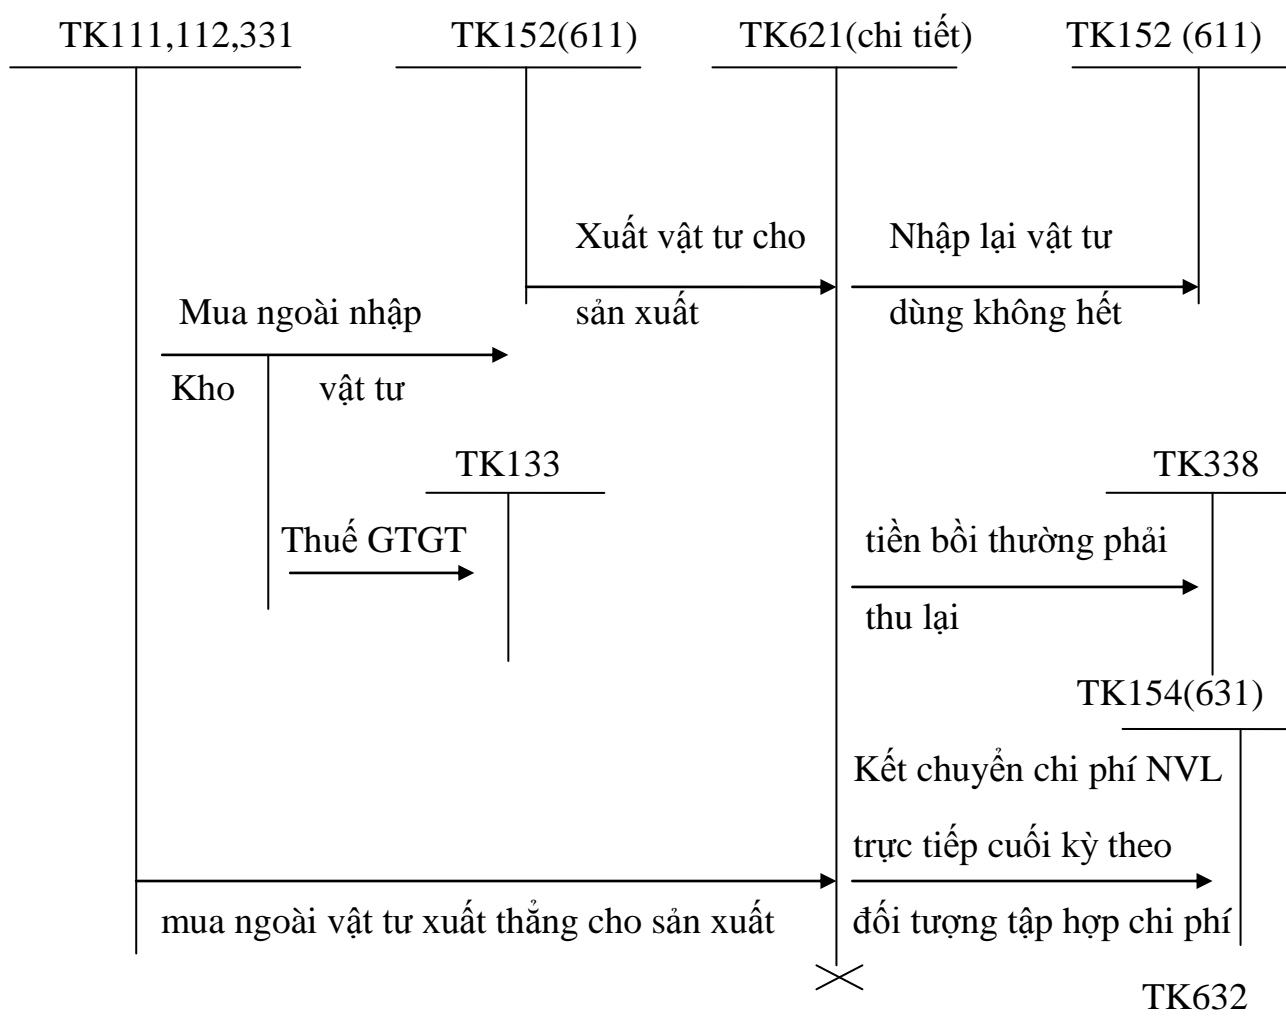 TK111,112,331
TK152(611)
TK621(chi tiết)
TK152 (611)
Xuất vật tư cho
sản xuất
Nhập lại vật tư
dùng không hết
Mua ngoài nhập
Kho
vật tư
TK133
Thuế GTGT
TK338
tiền bồi thường phải
thu lại
TK154(631)
Kết chuyển chi phí NVL
trực tiếp cuối kỳ theo
đối tượng tập hợp chi phí
mua ngoài vật tư xuất thẳng cho sản xuất
TK632